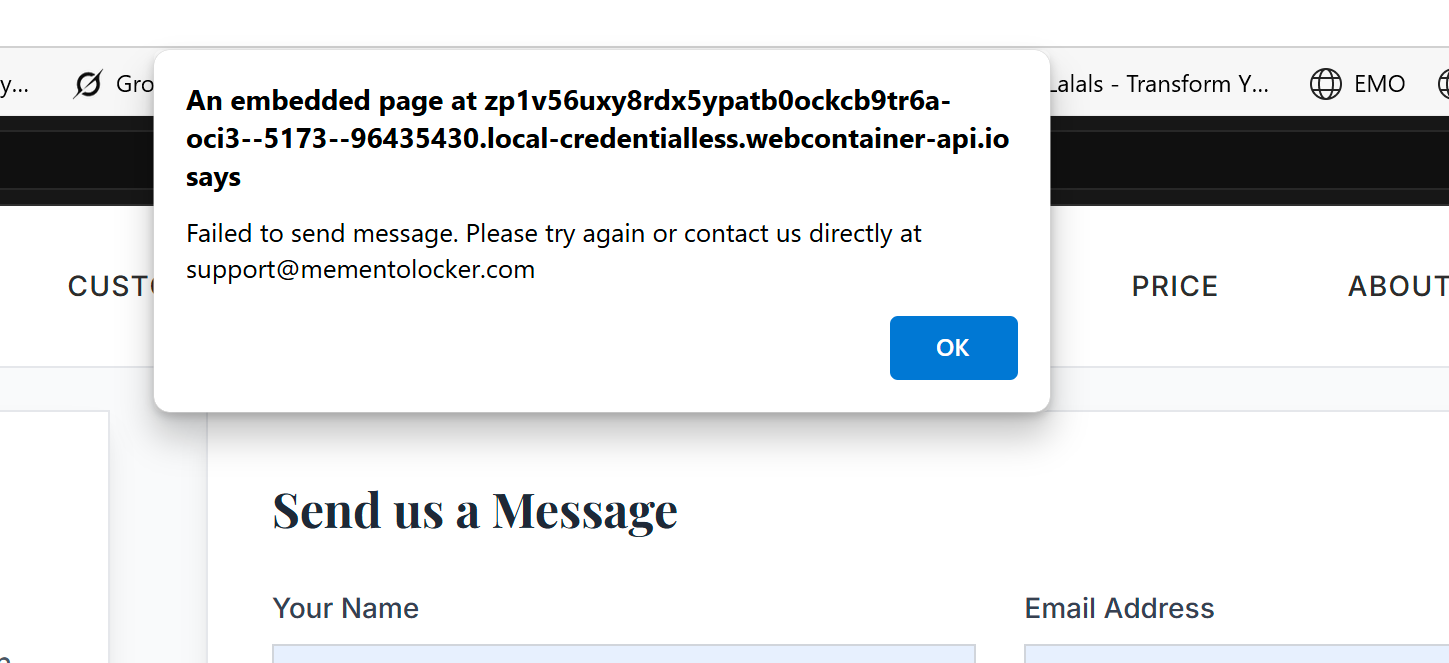 y...
Gro
An embedded page at zp1v56uxy8rdx5ypatb0ockcb9tr6a-
oci3--5173--96435430.local-credentialless.webcontainer-api.io
says
Failed to send message. Please try again or contact us directly at
support@mementolocker.com
OK
Lalals - Transform Y...
EMO
CUSTO
PRICE
ABOUT
Send us a Message
Your Name
Email Address